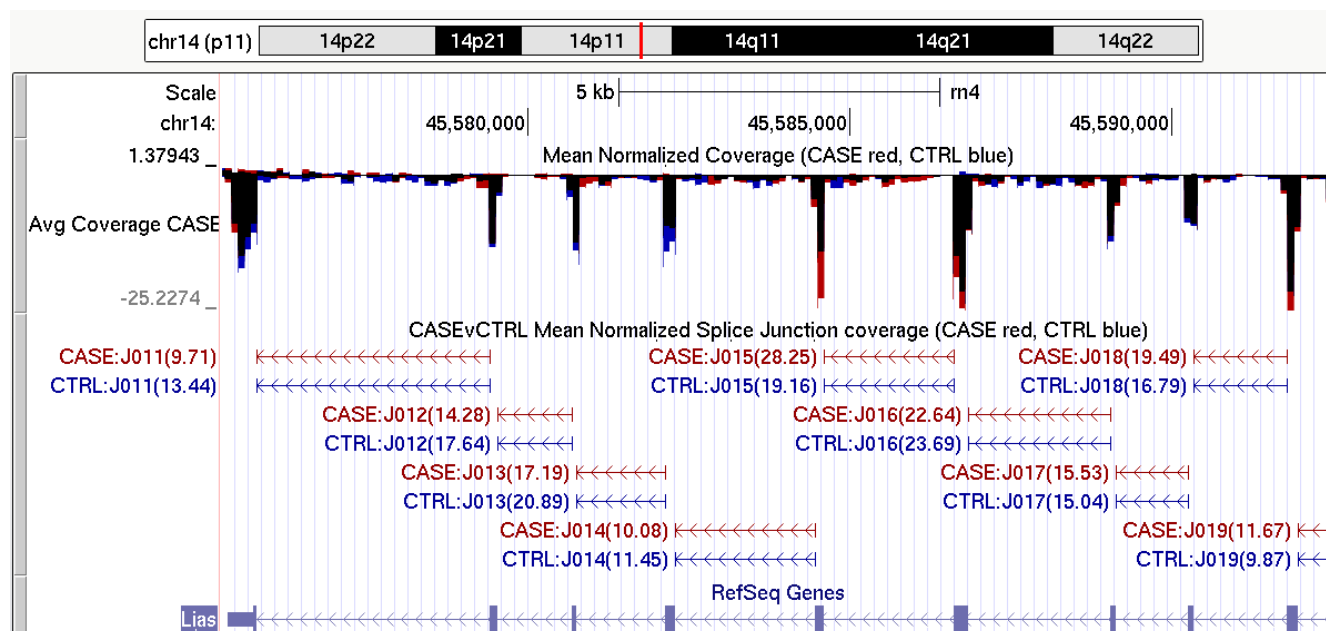 chr14 (p11) 14p22 14p21 14p11 14q11 14q21 14q22
Scale 5 kb rn4
chr14: 45,580,000 45,585,000 45,590,000
1.37943 _ Mean Normalized Coverage (CASE red, CTRL blue)
Avg Coverage CASE
-25.2274 _
CASEvCTRL Mean Normalized Splice Junction coverage (CASE red, CTRL blue)
CASE:J011(9.71) CASE:J015(28.25) CASE:J018(19.49)
CTRL:J011(13.44) CTRL:J015(19.16) CTRL:J018(16.79)
CASE:J012(14.28) CASE:J016(22.64)
CTRL:J012(17.64) CTRL:J016(23.69)
CASE:J013(17.19) CASE:J017(15.53)
CTRL:J013(20.89) CTRL:J017(15.04)
CASE:J014(10.08) CASE:J019(11.67)
CTRL:J014(11.45) CTRL:J019(9.87)
RefSeq Genes
Lias